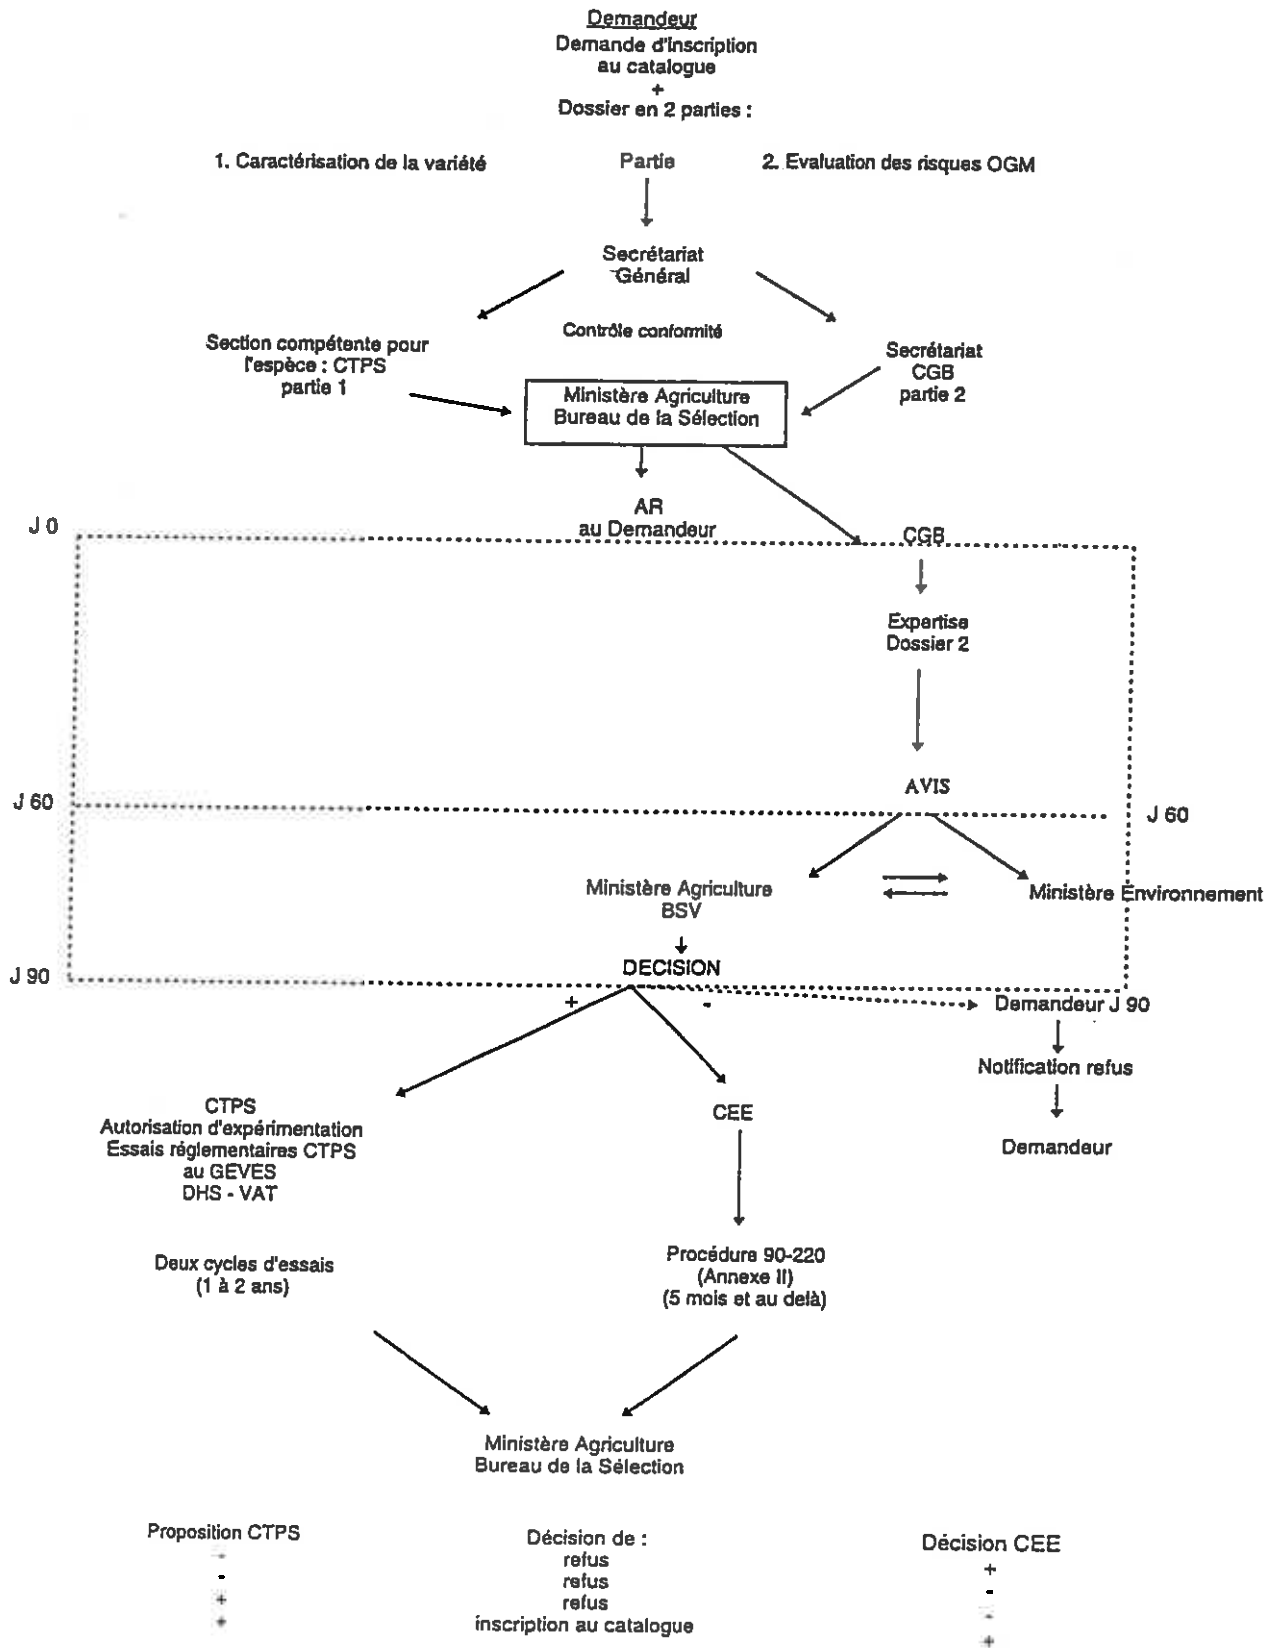 Demandeur
Demande d'inscription
au catalogue
+
Dossier en 2 parties :
1. Caractérisation de la variété
Partie
2. Evaluation des risques OGM
Secrétariat
Général
Contrôle conformité
Section compétente pour
l'espèce : CTPS
partie 1
Secrétariat
CGB
partie 2
Ministère Agriculture
Bureau de la Sélection
AR
au Demandeur
J 0
CGB
Expertise
Dossier 2
AVIS
J 60
J 60
Ministère Agriculture
BSV
Ministère Environnement
DECISION
J 90
+
-
Demandeur J 90
Notification refus
Demandeur
CTPS
Autorisation d'expérimentation
Essais réglementaires CTPS
au GEVES
DHS - VAT
CEE
Deux cycles d'essais
(1 à 2 ans)
Procédure 90-220
(Annexe II)
(5 mois et au delà)
Ministère Agriculture
Bureau de la Sélection
Proposition CTPS
-
-
+
+
Décision de :
refus
refus
refus
inscription au catalogue
Décision CEE
+
-
-
+